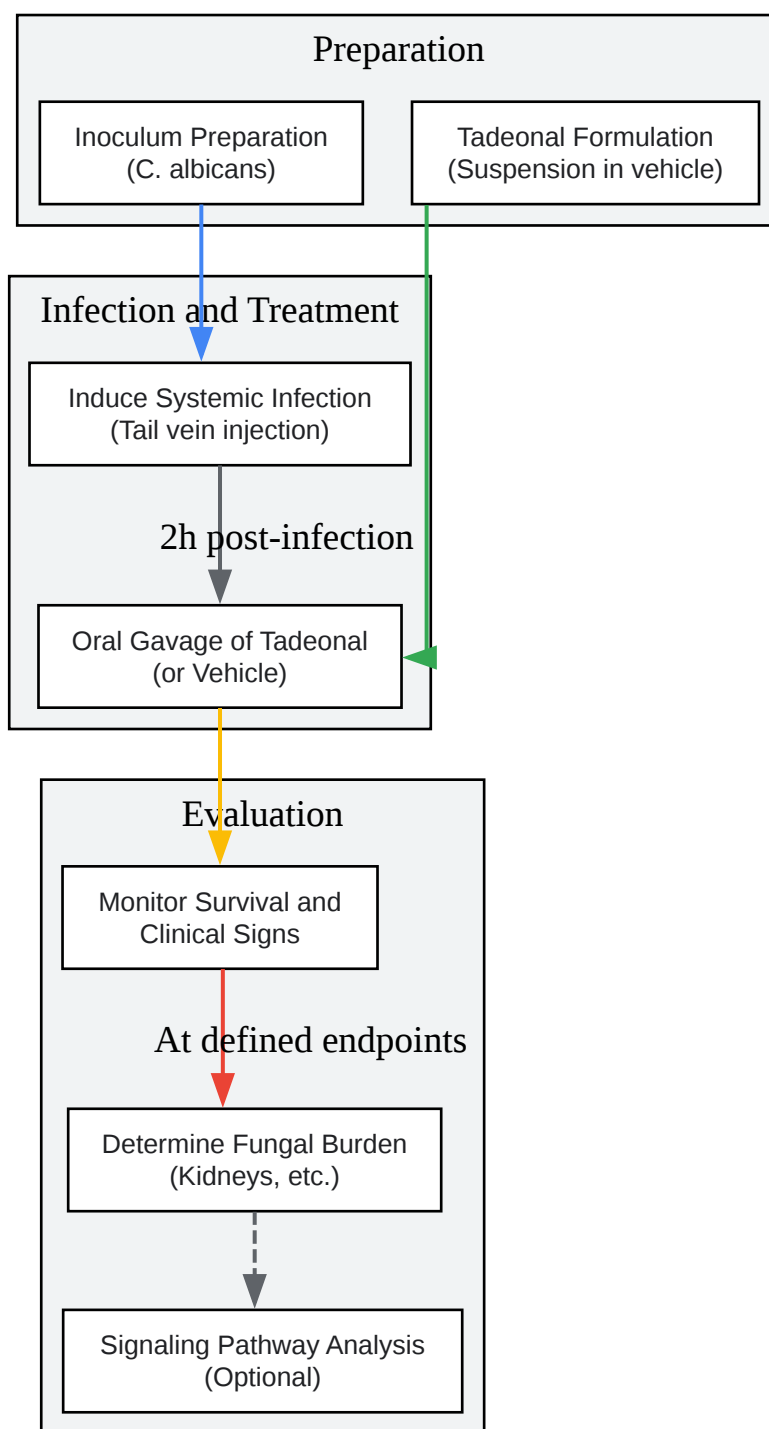 Preparation
Inoculum Preparation
(C. albicans)
Tadeonal Formulation
(Suspension in vehicle)
Infection and Treatment
Induce Systemic Infection
(Tail vein injection)
2h post-infection
Oral Gavage of Tadeonal
(or Vehicle)
Evaluation
Monitor Survival and
Clinical Signs
At defined endpoints
Determine Fungal Burden
(Kidneys, etc.)
Signaling Pathway Analysis
(Optional)